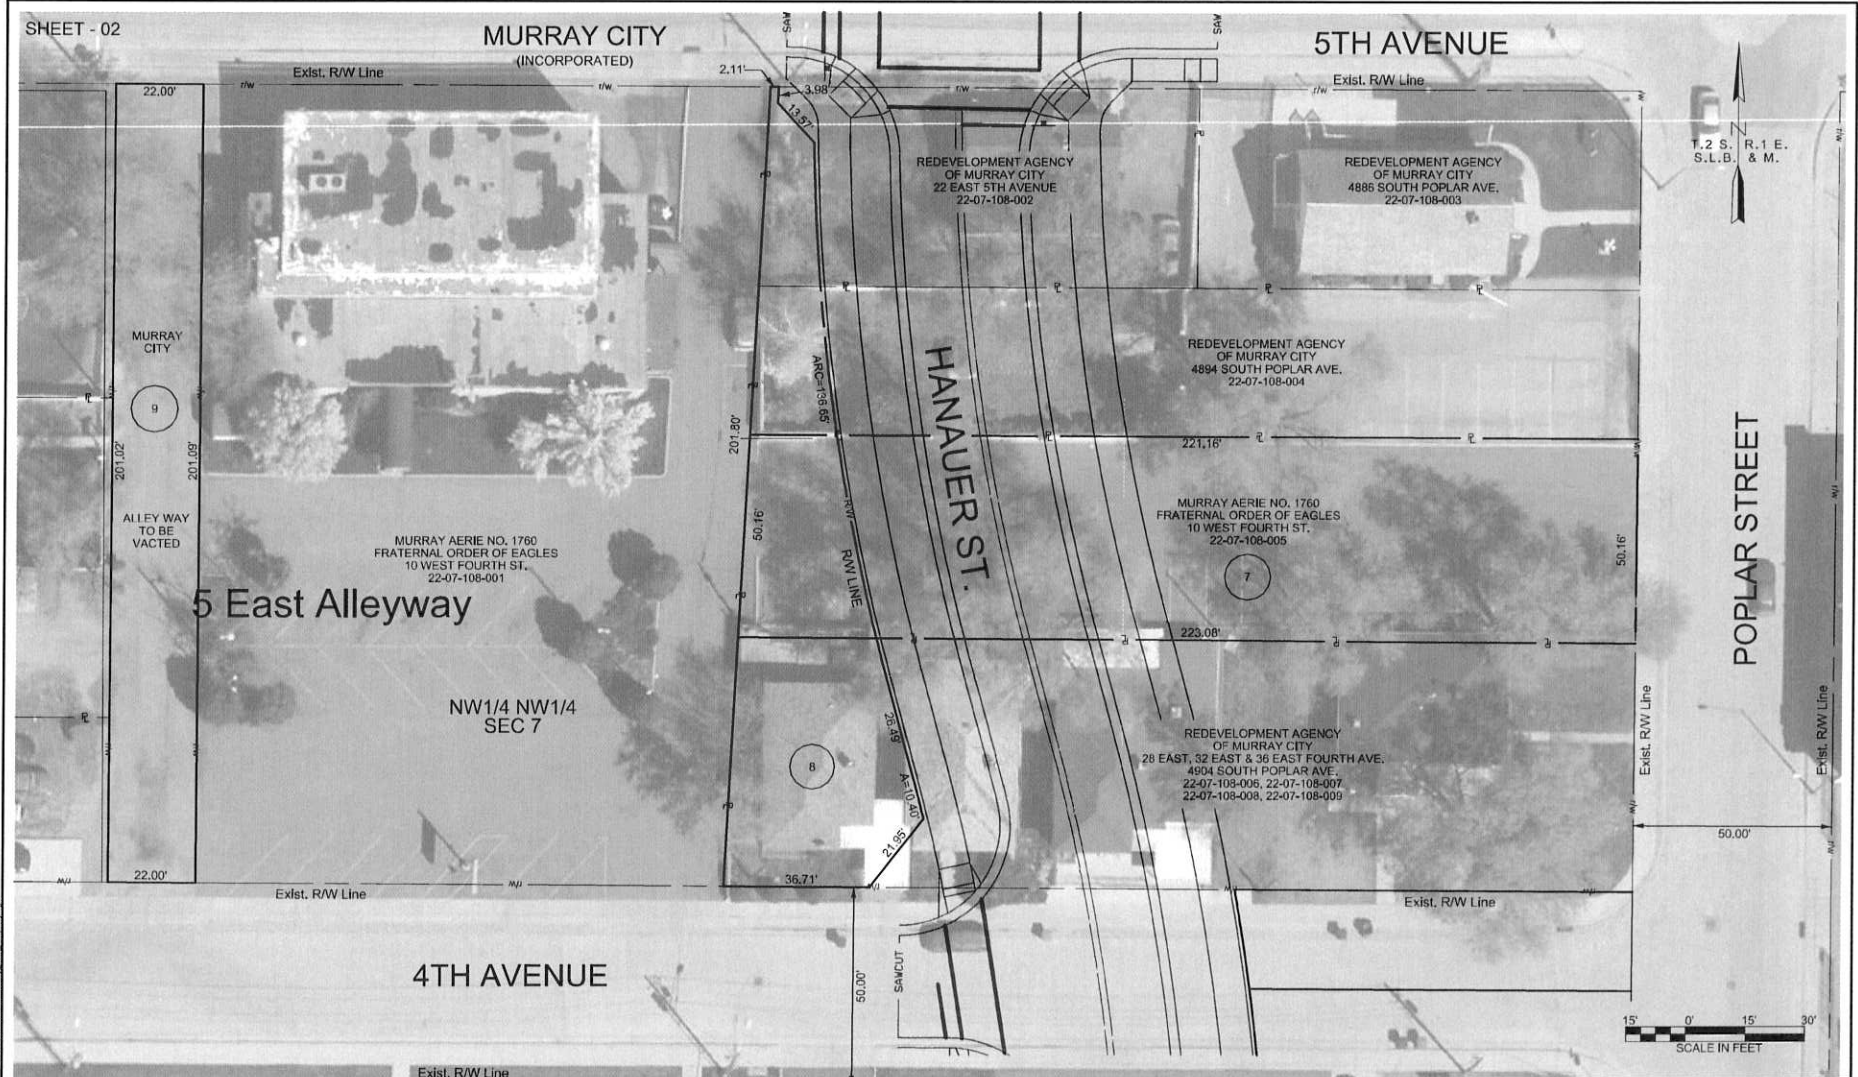 SHEET - 02
MURRAY CITY
(INCORPORATED)
5TH AVENUE
SAW
SAW
Exist. R/W Line
Exist. R/W Line
22.00'
r/w
r/w
r/w
r/w
2.11'
3.98'
13.57'
T.2 S. R.1 E.
S.L.B. & M.
N
REDEVELOPMENT AGENCY
OF MURRAY CITY
22 EAST 5TH AVENUE
22-07-108-002
REDEVELOPMENT AGENCY
OF MURRAY CITY
4886 SOUTH POPLAR AVE.
22-07-108-003
MURRAY
CITY
9
201.02'
201.09'
ALLEY WAY
TO BE
VACTED
REDEVELOPMENT AGENCY
OF MURRAY CITY
4894 SOUTH POPLAR AVE.
22-07-108-004
ARC=136.65'
201.80'
HANAUER ST.
221.16'
POPLAR STREET
50.16'
R/W
R/W LINE
MURRAY AERIE NO. 1760
FRATERNAL ORDER OF EAGLES
10 WEST FOURTH ST.
22-07-108-005
7
50.16'
MURRAY AERIE NO. 1760
FRATERNAL ORDER OF EAGLES
10 WEST FOURTH ST.
22-07-108-001
5 East Alleyway
223.08'
NW1/4 NW1/4
SEC 7
8
26.49'
A=10.40'
21.95'
REDEVELOPMENT AGENCY
OF MURRAY CITY
28 EAST, 32 EAST & 36 EAST FOURTH AVE.
4904 SOUTH POPLAR AVE.
22-07-108-006, 22-07-108-007
22-07-108-008, 22-07-108-009
Exist. R/W Line
Exist. R/W Line
50.00'
22.00'
36.71'
Exist. R/W Line
Exist. R/W Line
4TH AVENUE
50.00'
SAWCUT
15' 0' 15' 30'
SCALE IN FEET
Exist. R/W Line